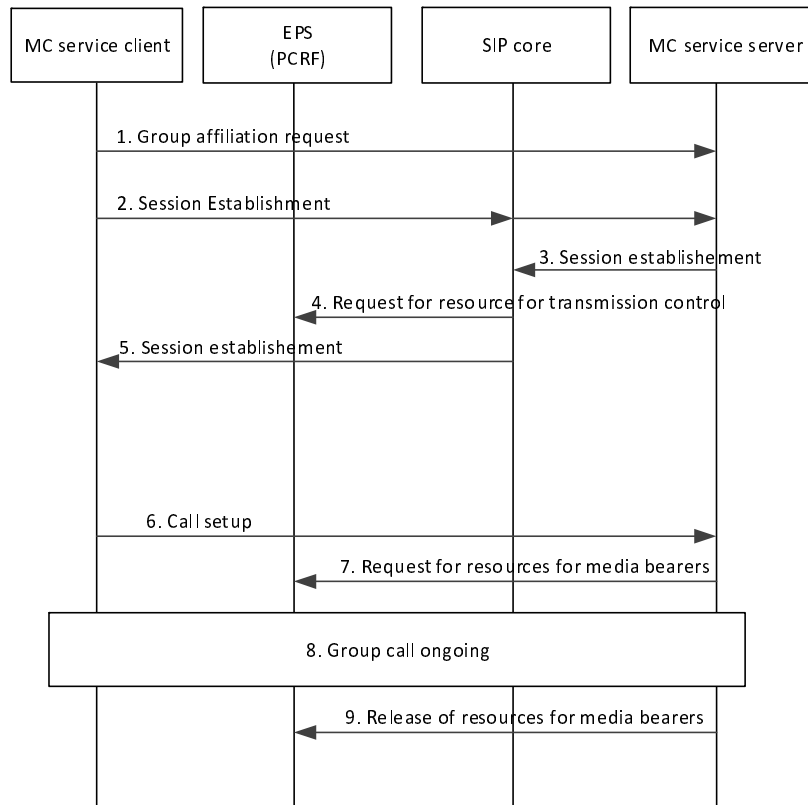 MC service client
EPS
(PCRF)
SIP core
MC service server
1. Group affiliation request
2. Session Establishment
3. Session establishement
4. Request for resource for transmission control
5. Session establishement
6. Call setup
7. Request for resources for media bearers
8. Group call ongoing
9. Release of resources for media bearers